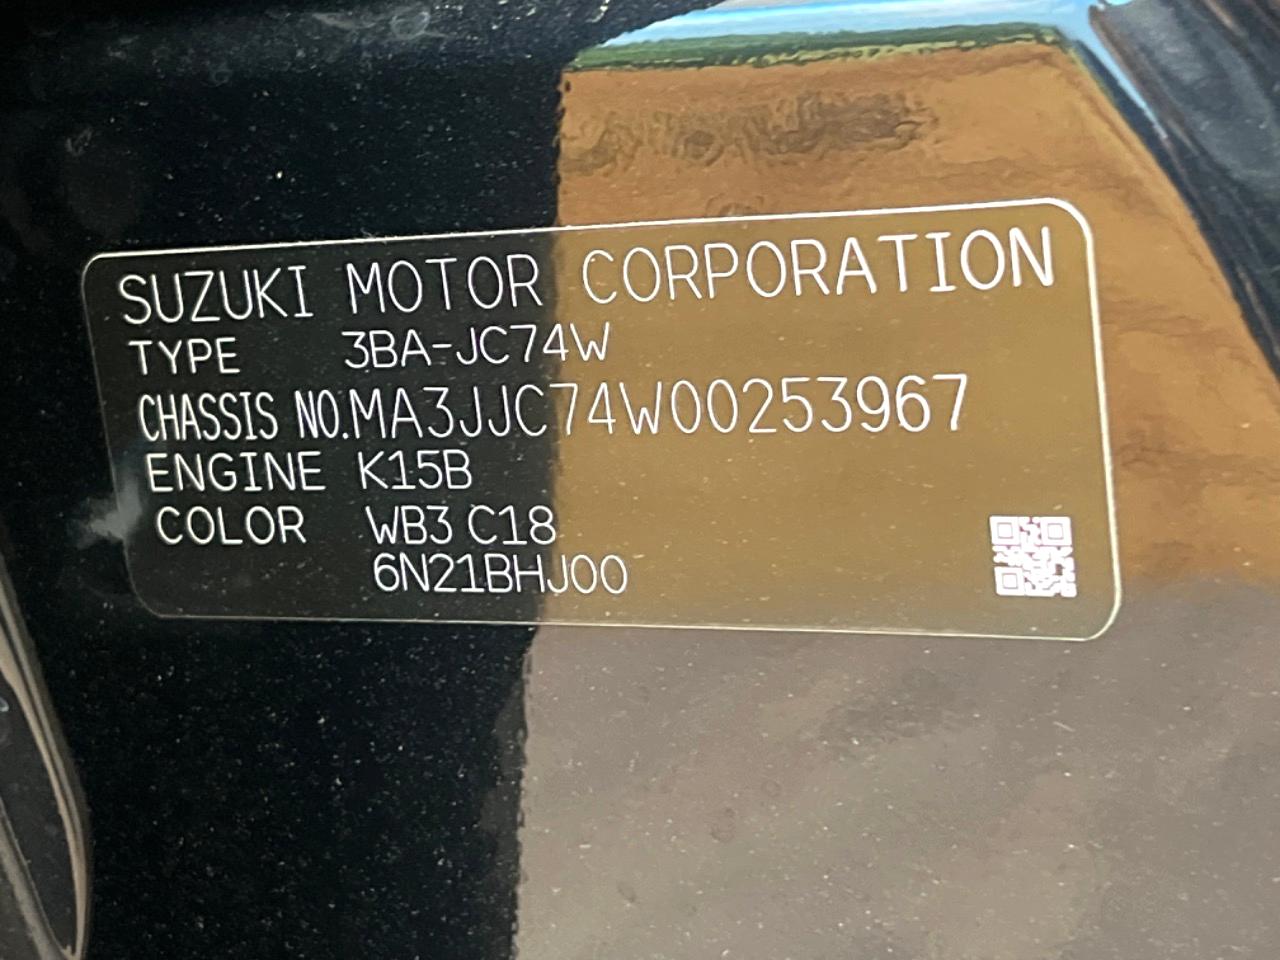 SUZUKI MOTOR CORPORATION
TYPE 3BA-JC74W
CHASSIS NO. MA3JJC74W00253967
ENGINE K15B
COLOR WB3 C18
6N21BHJ00